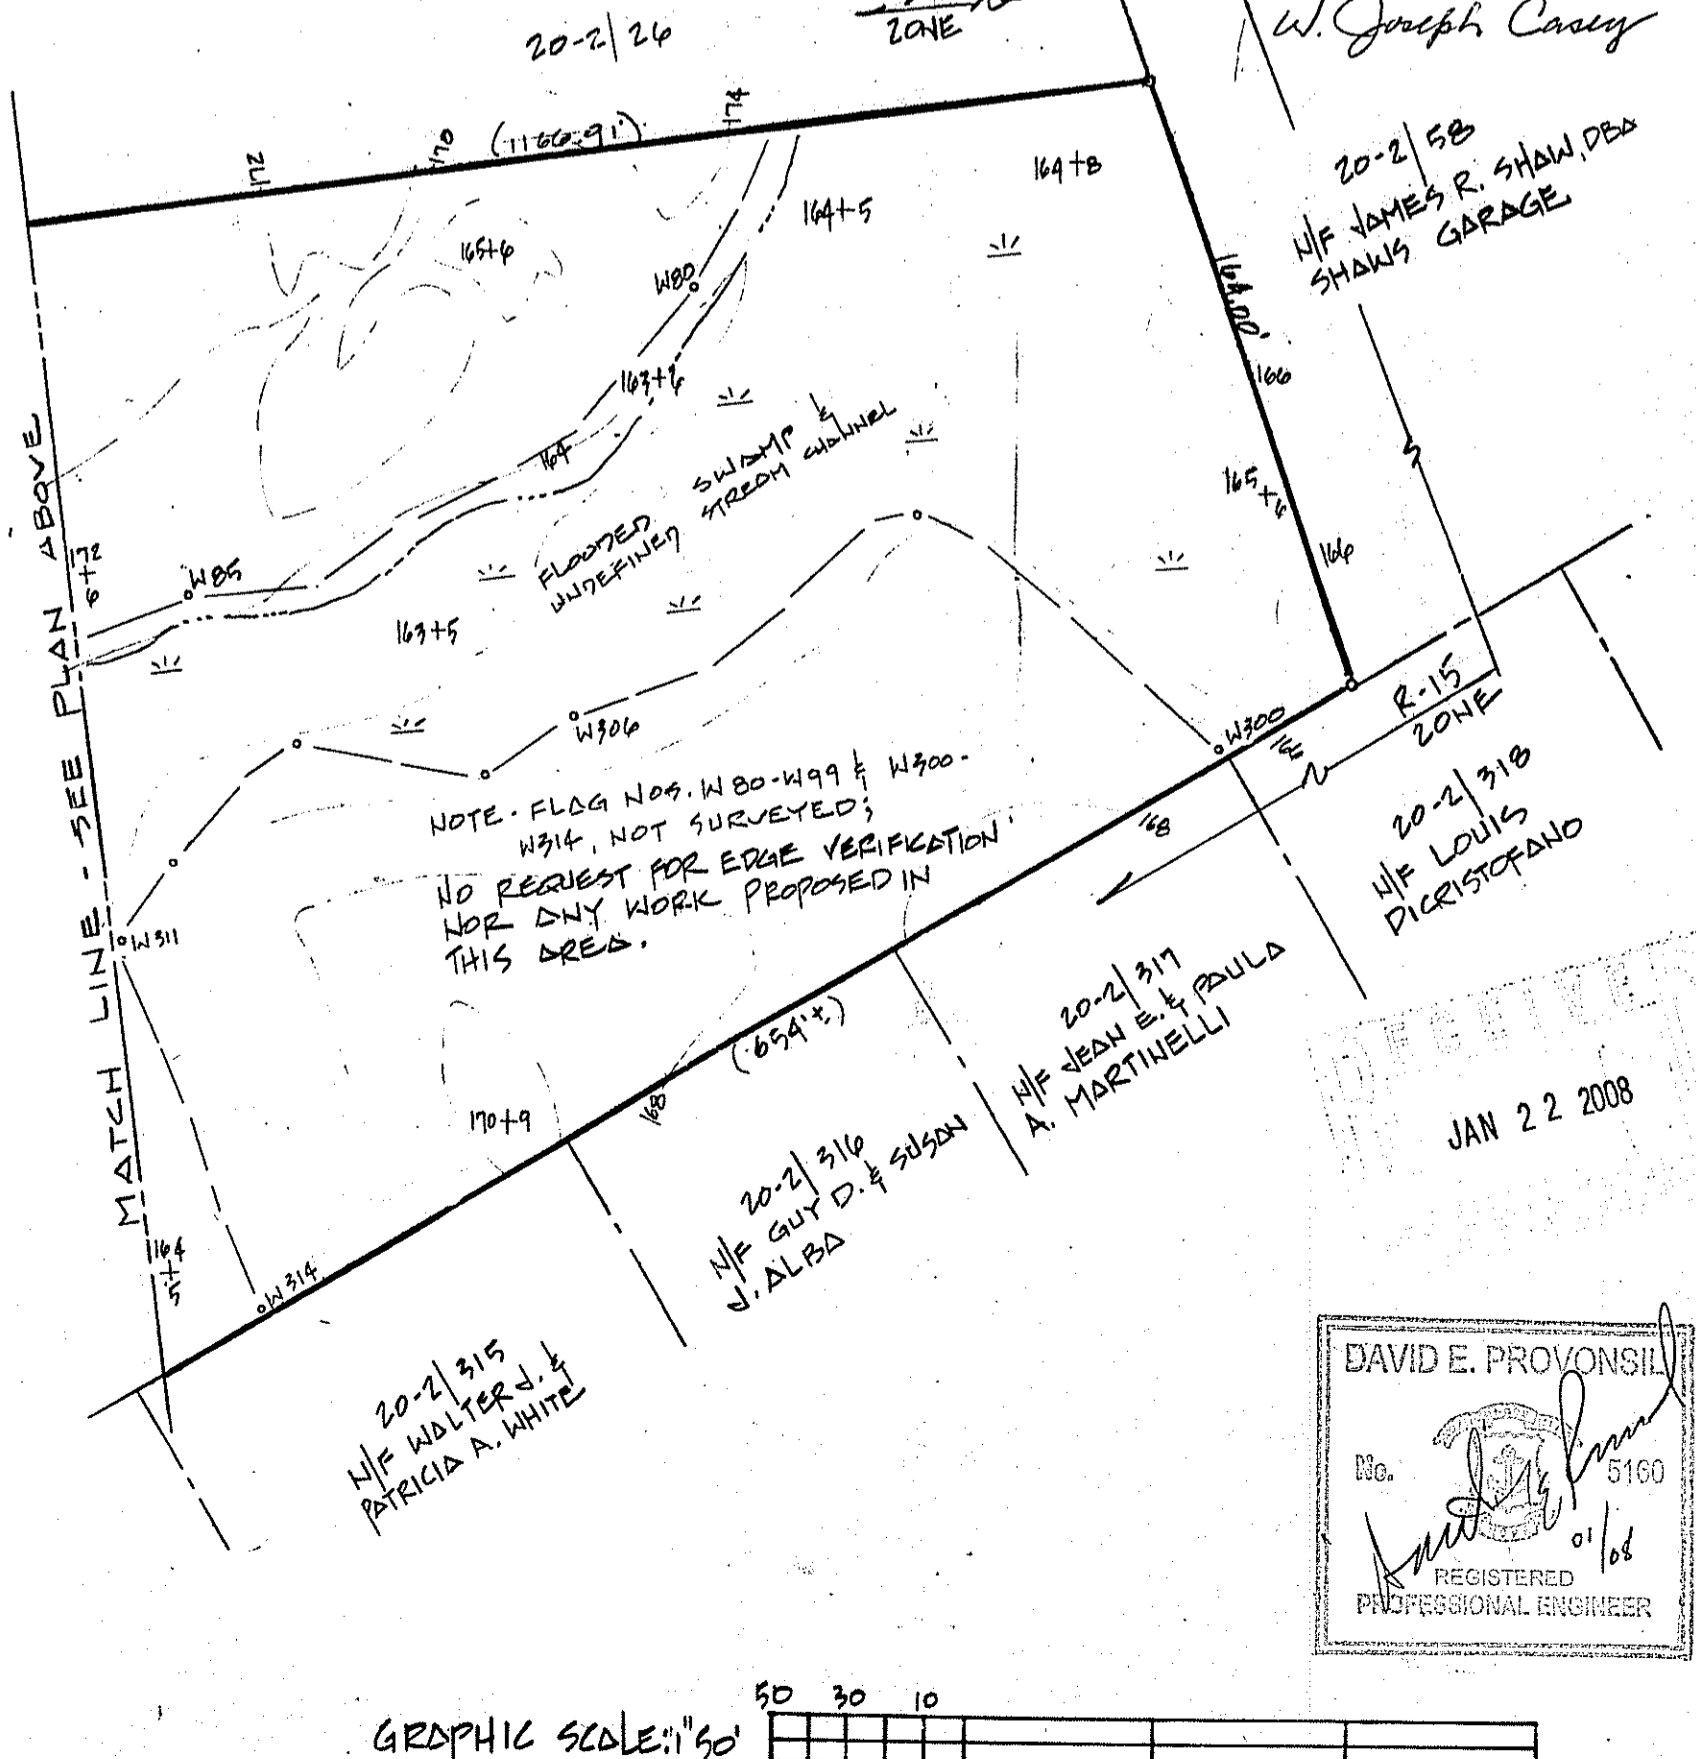 20-2/26
ZONE
W. Joseph Casey
20-2/58
N/F JAMES R. SHAW, DBA
SHAWS GARAGE
172
170
(1166.91')
174
164+8
164+5
165+6
W80
166
163+6
164
SWAMP &
FLOODED STREAM CHANNEL
UNDEFINED
165+6
166
MATCH LINE - SEE PLAN ABOVE
172
6+
W85
163+5
W306
W300
166
R-15
ZONE
NOTE - FLAG NOS. W80-W99 & W300-
W314, NOT SURVEYED;
NO REQUEST FOR EDGE VERIFICATION
NOR ANY WORK PROPOSED IN
THIS AREA.
168
20-2/318
N/F LOUIS
DICRISTOFANO
W311
(654'±)
20-2/317
N/F JEAN E. & PAULA
A. MARTINELLI
RECEIVED
JAN 22 2008
170+9
168
20-2/316
N/F GUY D. & SUSAN
J. ALBA
164
5+
W314
20-2/315
N/F WALTER J. &
PATRICIA A. WHITE
DAVID E. PROVONSIL
No. 5160
01/08
REGISTERED
PROFESSIONAL ENGINEER
50 30 10
GRAPHIC SCALE: 1" 50'